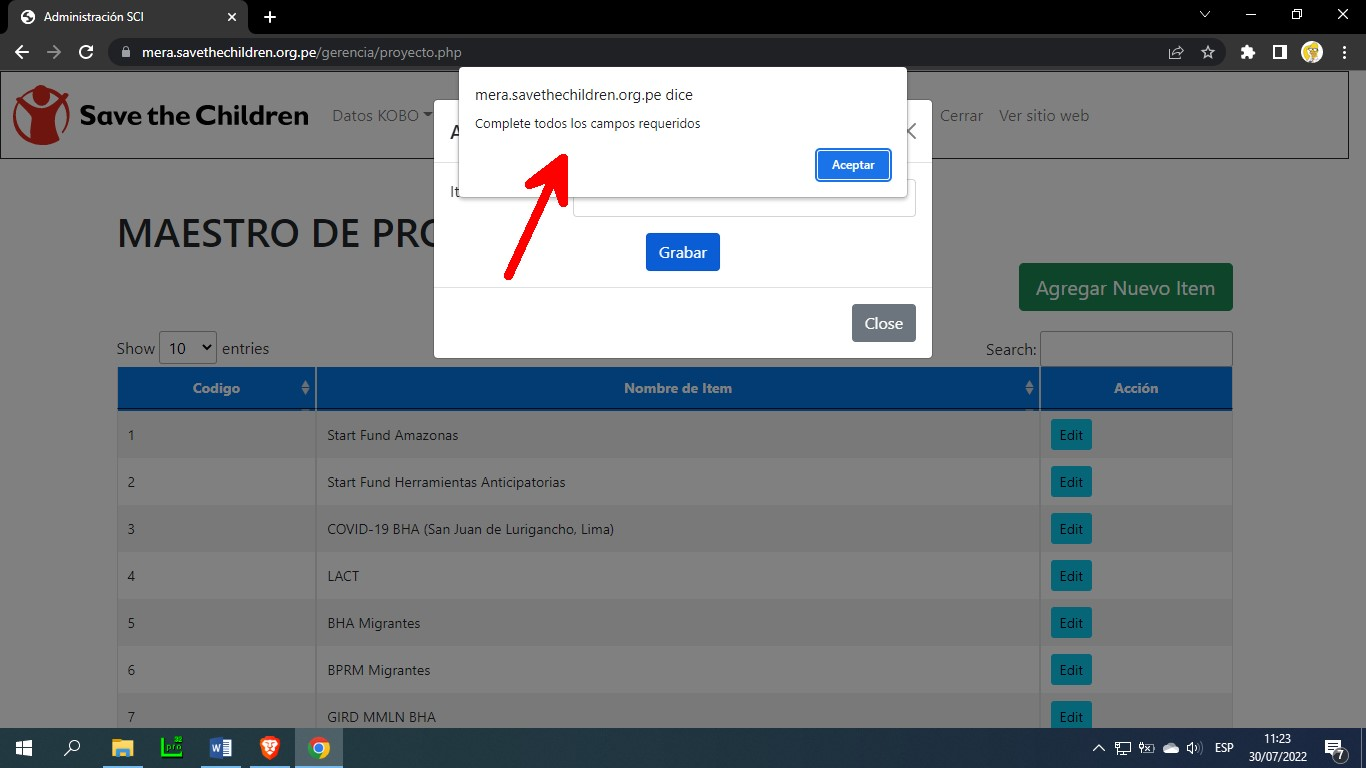 Administración SCI
mera.savethechildren.org.pe/gerencia/proyecto.php
mera.savethechildren.org.pe dice
Complete todos los campos requeridos
Aceptar
Save the Children
Datos KOBO
Cerrar
Ver sitio web
It
MAESTRO DE PRO
Grabar
Agregar Nuevo Item
Close
Show 10 entries
Search:
Codigo Nombre de Item Acción
1 Start Fund Amazonas Edit
2 Start Fund Herramientas Anticipatorias Edit
3 COVID-19 BHA (San Juan de Lurigancho, Lima) Edit
4 LACT Edit
5 BHA Migrantes Edit
6 BPRM Migrantes Edit
7 GIRD MMLN BHA Edit
ESP
11:23
30/07/2022
7